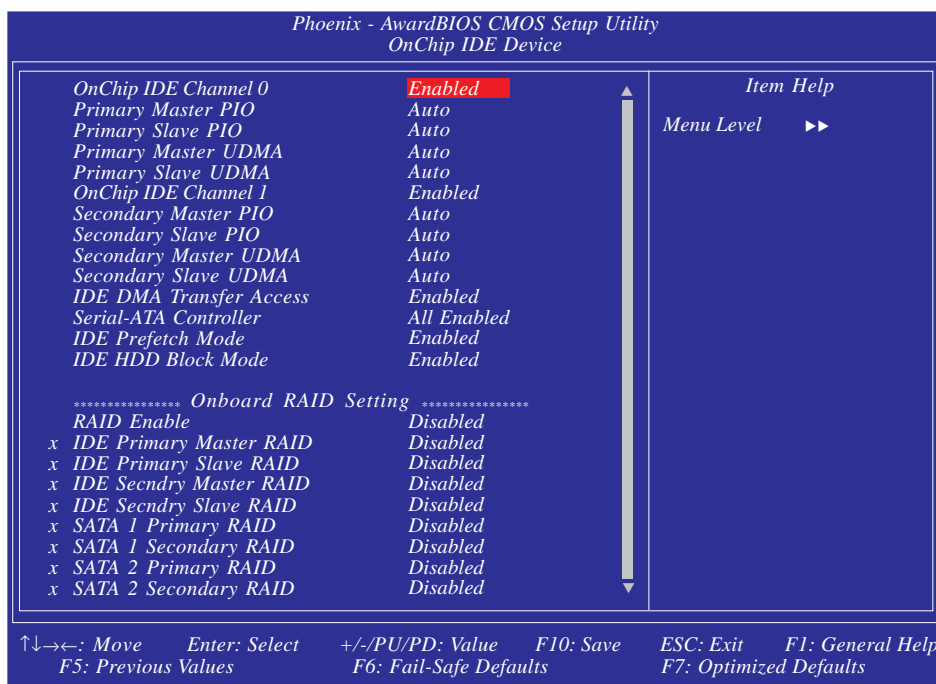 Phoenix - AwardBIOS CMOS Setup Utility
OnChip IDE Device
OnChip IDE Channel 0 Enabled
Primary Master PIO Auto
Primary Slave PIO Auto
Primary Master UDMA Auto
Primary Slave UDMA Auto
OnChip IDE Channel 1 Enabled
Secondary Master PIO Auto
Secondary Slave PIO Auto
Secondary Master UDMA Auto
Secondary Slave UDMA Auto
IDE DMA Transfer Access Enabled
Serial-ATA Controller All Enabled
IDE Prefetch Mode Enabled
IDE HDD Block Mode Enabled
**************** Onboard RAID Setting ****************
RAID Enable Disabled
x IDE Primary Master RAID Disabled
x IDE Primary Slave RAID Disabled
x IDE Secndry Master RAID Disabled
x IDE Secndry Slave RAID Disabled
x SATA 1 Primary RAID Disabled
x SATA 1 Secondary RAID Disabled
x SATA 2 Primary RAID Disabled
x SATA 2 Secondary RAID Disabled
Item Help
Menu Level ▶▶
↑↓→←: Move Enter: Select +/-/PU/PD: Value F10: Save ESC: Exit F1: General Help
F5: Previous Values F6: Fail-Safe Defaults F7: Optimized Defaults